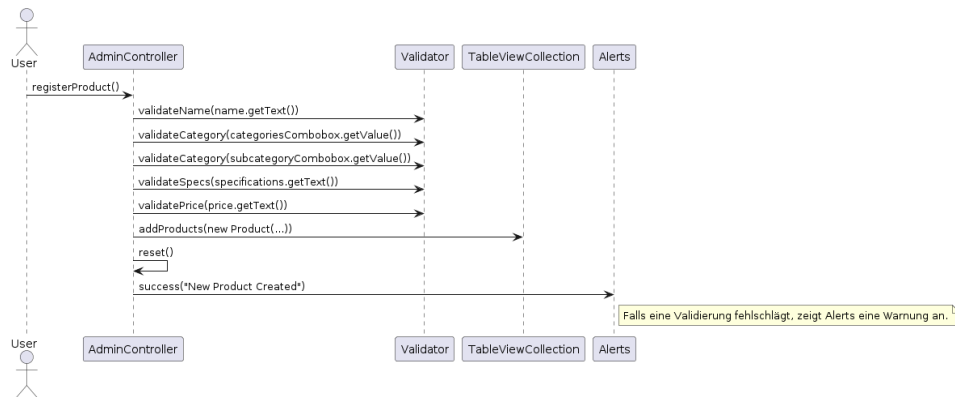 User
AdminController
Validator
TableViewCollection
Alerts
registerProduct()
validateName(name.getText())
validateCategory(categoriesCombobox.getValue())
validateCategory(subcategoryCombobox.getValue())
validateSpecs(specifications.getText())
validatePrice(price.getText())
addProducts(new Product(...))
reset()
success("New Product Created")
Falls eine Validierung fehlschlägt, zeigt Alerts eine Warnung an.
User
AdminController
Validator
TableViewCollection
Alerts